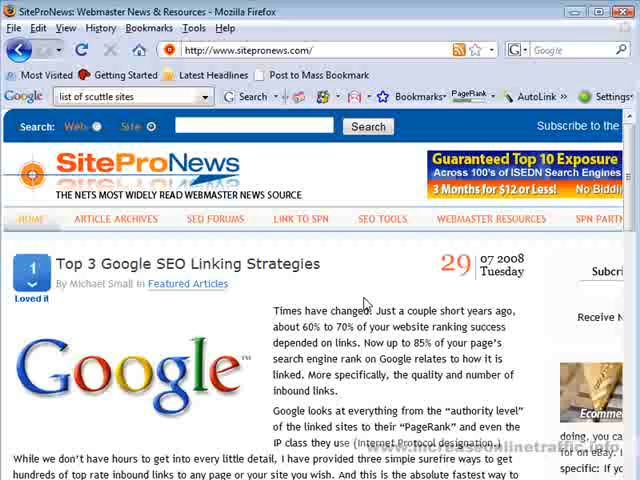 SiteProNews: Webmaster News & Resources - Mozilla Firefox
File Edit View History Bookmarks Tools Help
http://www.sitepronews.com/
Google
Most Visited Getting Started Latest Headlines Post to Mass Bookmark
Google list of scuttle sites Search Bookmarks PageRank AutoLink Settings
Search: Web Site Search Subscribe to the
SiteProNews
THE NETS MOST WIDELY READ WEBMASTER NEWS SOURCE
Guaranteed Top 10 Exposure
Across 100's of ISEDN Search Engines
3 Months for $12 or Less! No Biddin
HOME ARTICLE ARCHIVES SEO FORUMS LINK TO SPN SEO TOOLS WEBMASTER RESOURCES SPN PARTN
1
Loved it
Top 3 Google SEO Linking Strategies
By Michael Small In Featured Articles
29 07 2008
Tuesday
Subscri
Receive N
Google™
Times have changed. Just a couple short years ago,
about 60% to 70% of your website ranking success
depended on links. Now up to 85% of your page's
search engine rank on Google relates to how it is
linked. More specifically, the quality and number of
inbound links.
Google looks at everything from the “authority level”
of the linked sites to their “PageRank” and even the
IP class they use (Internet Protocol designation.)
While we don't have hours to get into every little detail, I have provided three simple surefire ways to get
hundreds of top rate inbound links to any page or your site you wish. And this is the absolute fastest way to
Ecomme
doing, you ca
for on eBay.
specific: If y
www.increaseonlinetraffic.info